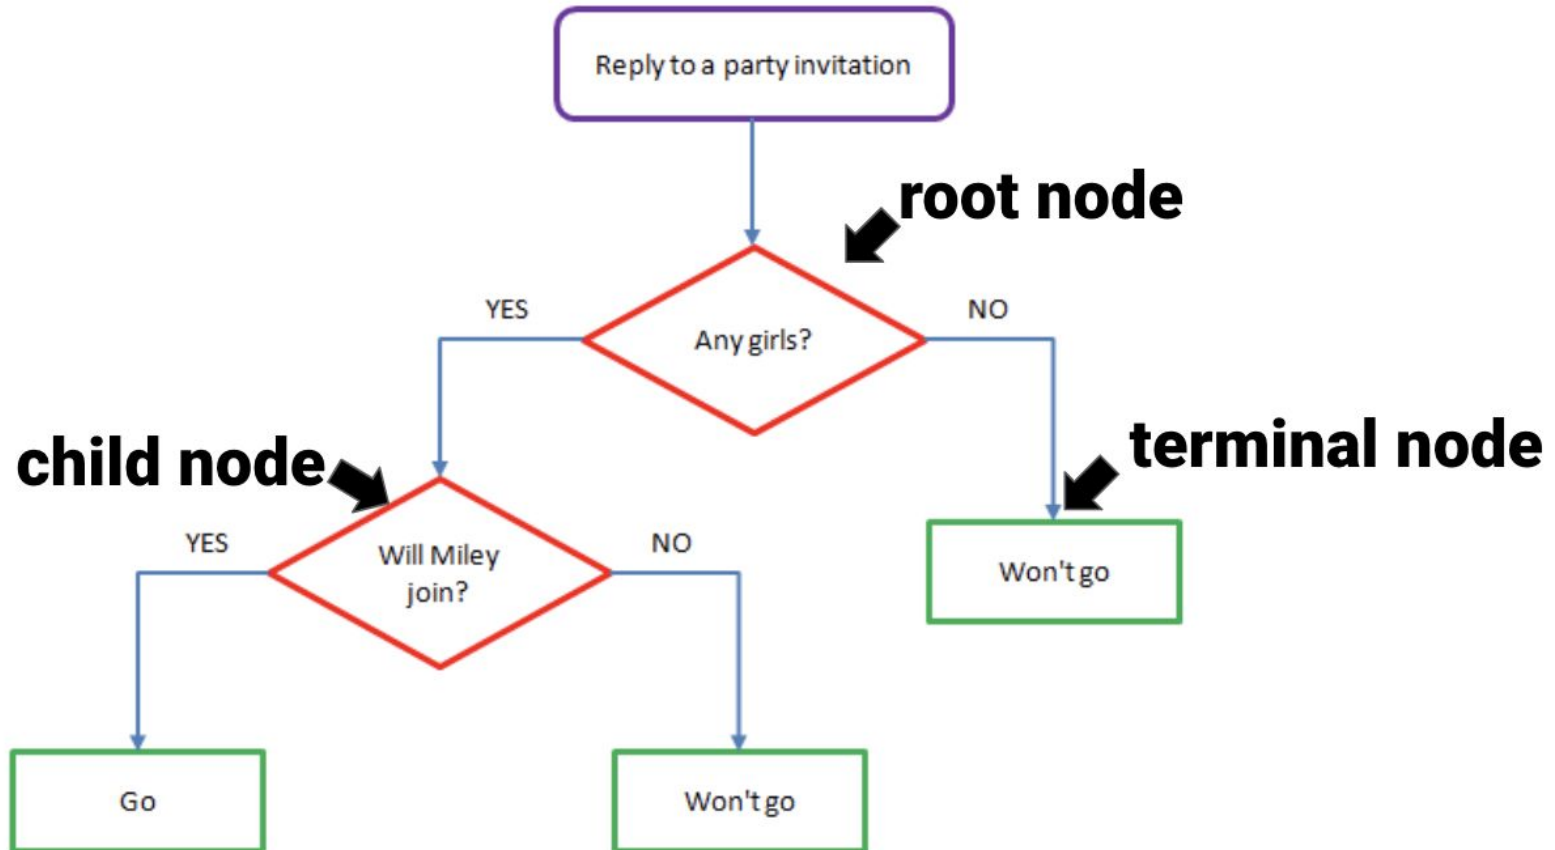 Reply to a party invitation
root node
YES
NO
Any girls?
child node
terminal node
YES
NO
Will Miley
join?
Won't go
Go
Won't go